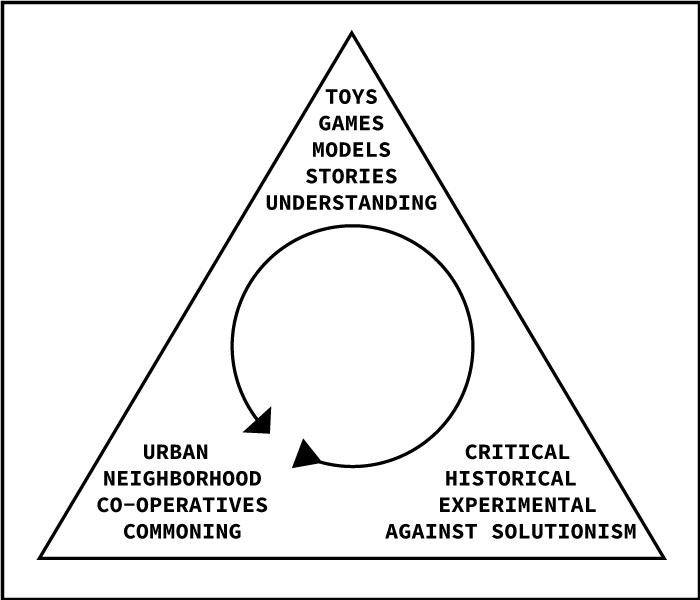 TOYS
GAMES
MODELS
STORIES
UNDERSTANDING
URBAN
NEIGHBORHOOD
CO-OPERATIVES
COMMONING
CRITICAL
HISTORICAL
EXPERIMENTAL
AGAINST SOLUTIONISM